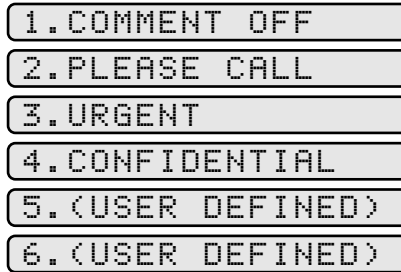 1.COMMENT OFF
2.PLEASE CALL
3.URGENT
4.CONFIDENTIAL
5.(USER DEFINED)
6.(USER DEFINED)